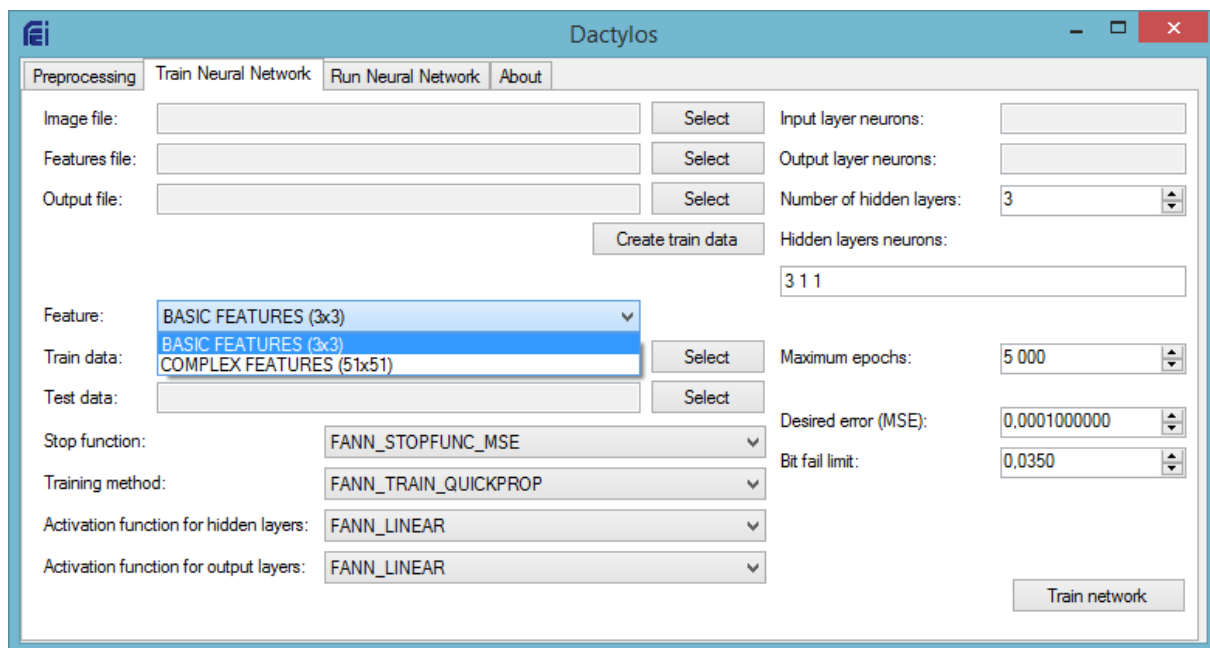 Dactylos
Preprocessing Train Neural Network Run Neural Network About
Image file: Select Input layer neurons:
Features file: Select Output layer neurons:
Output file: Select Number of hidden layers: 3
Create train data Hidden layers neurons:
3 1 1
Feature: BASIC FEATURES (3x3)
BASIC FEATURES (3x3)
COMPLEX FEATURES (51x51)
Train data: Select Maximum epochs: 5 000
Test data: Select
Desired error (MSE): 0,0001000000
Stop function: FANN_STOPFUNC_MSE
Bit fail limit: 0,0350
Training method: FANN_TRAIN_QUICKPROP
Activation function for hidden layers: FANN_LINEAR
Activation function for output layers: FANN_LINEAR
Train network